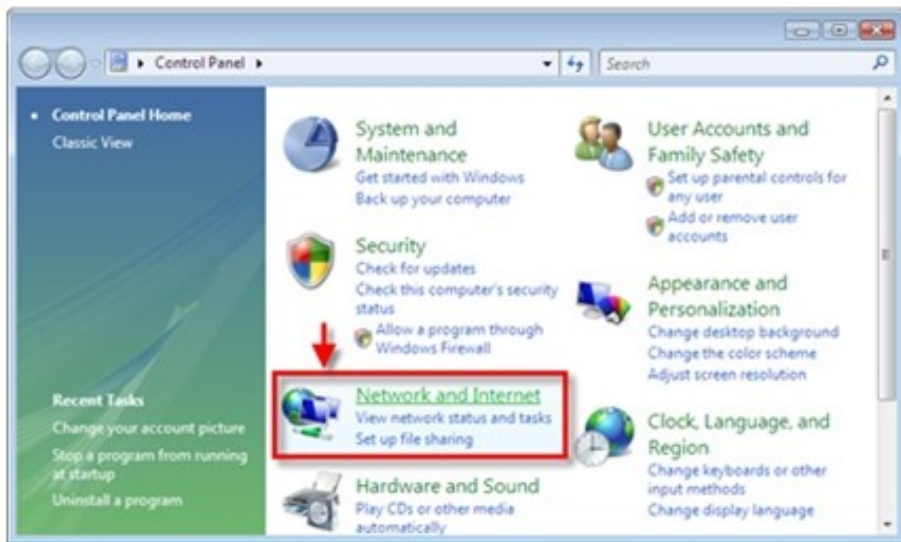 Control Panel
Search
Control Panel Home
Classic View
Recent Tasks
Change your account picture
Stop a program from running
at startup
Uninstall a program
System and
Maintenance
Get started with Windows
Back up your computer
Security
Check for updates
Check this computer's security
status
Allow a program through
Windows Firewall
Network and Internet
View network status and tasks
Set up file sharing
Hardware and Sound
Play CDs or other media
automatically
User Accounts and
Family Safety
Set up parental controls for
any user
Add or remove user
accounts
Appearance and
Personalization
Change desktop background
Change the color scheme
Adjust screen resolution
Clock, Language, and
Region
Change keyboards or other
input methods
Change display language